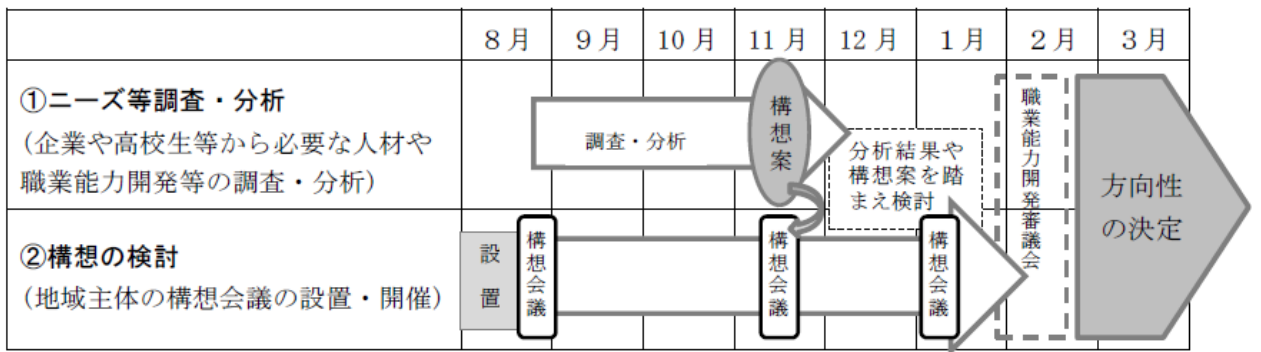 8月 9月 10月 11月 12月 1月 2月 3月
①ニーズ等調査・分析
（企業や高校生等から必要な人材や
職業能力開発等の調査・分析）
調査・分析
構想案
分析結果や
構想案を踏
まえ検討
職業能力開発審議会
方向性
の決定
②構想の検討
（地域主体の構想会議の設置・開催）
設置
構想会議
構想会議
構想会議